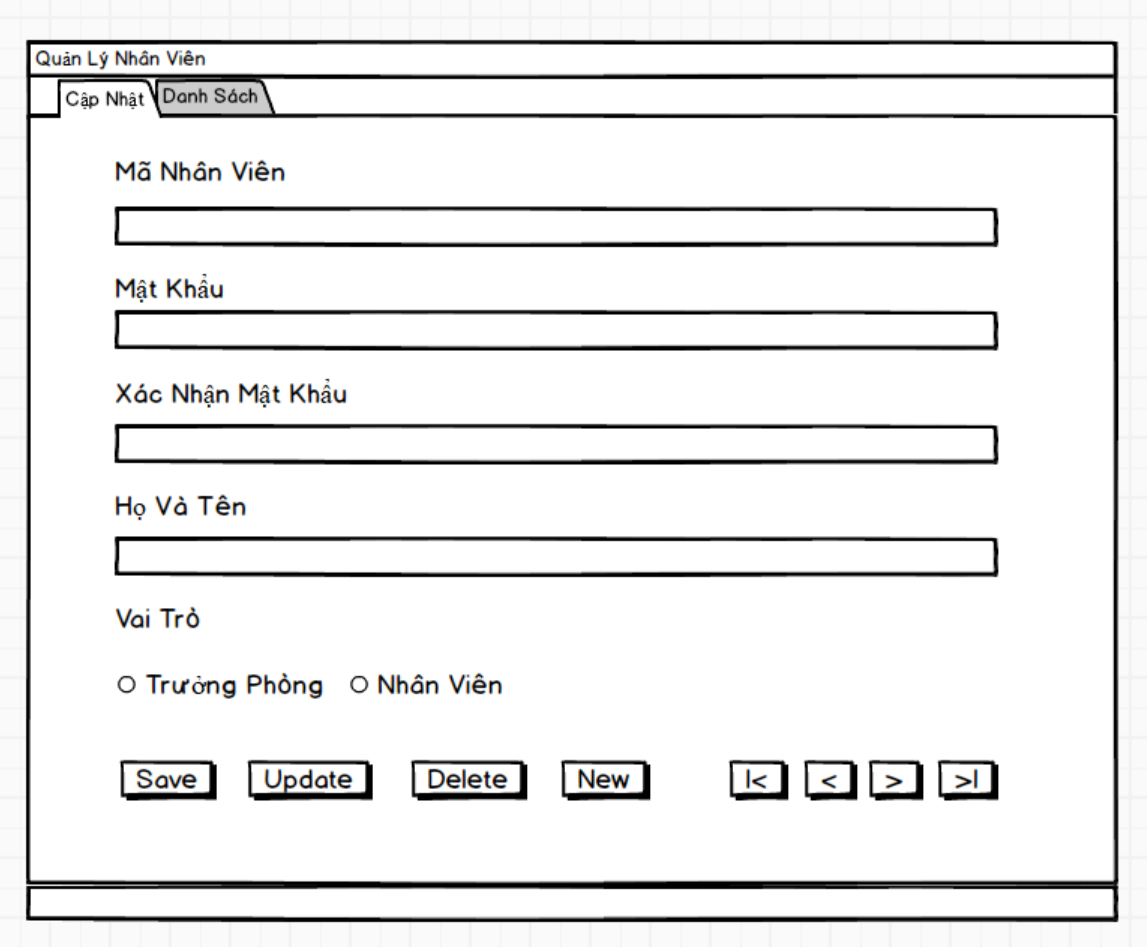 Quản Lý Nhân Viên
Cập Nhật Danh Sách
Mã Nhân Viên
Mật Khẩu
Xác Nhận Mật Khẩu
Họ Và Tên
Vai Trò
Trưởng Phòng Nhân Viên
Save Update Delete New |< < > >|